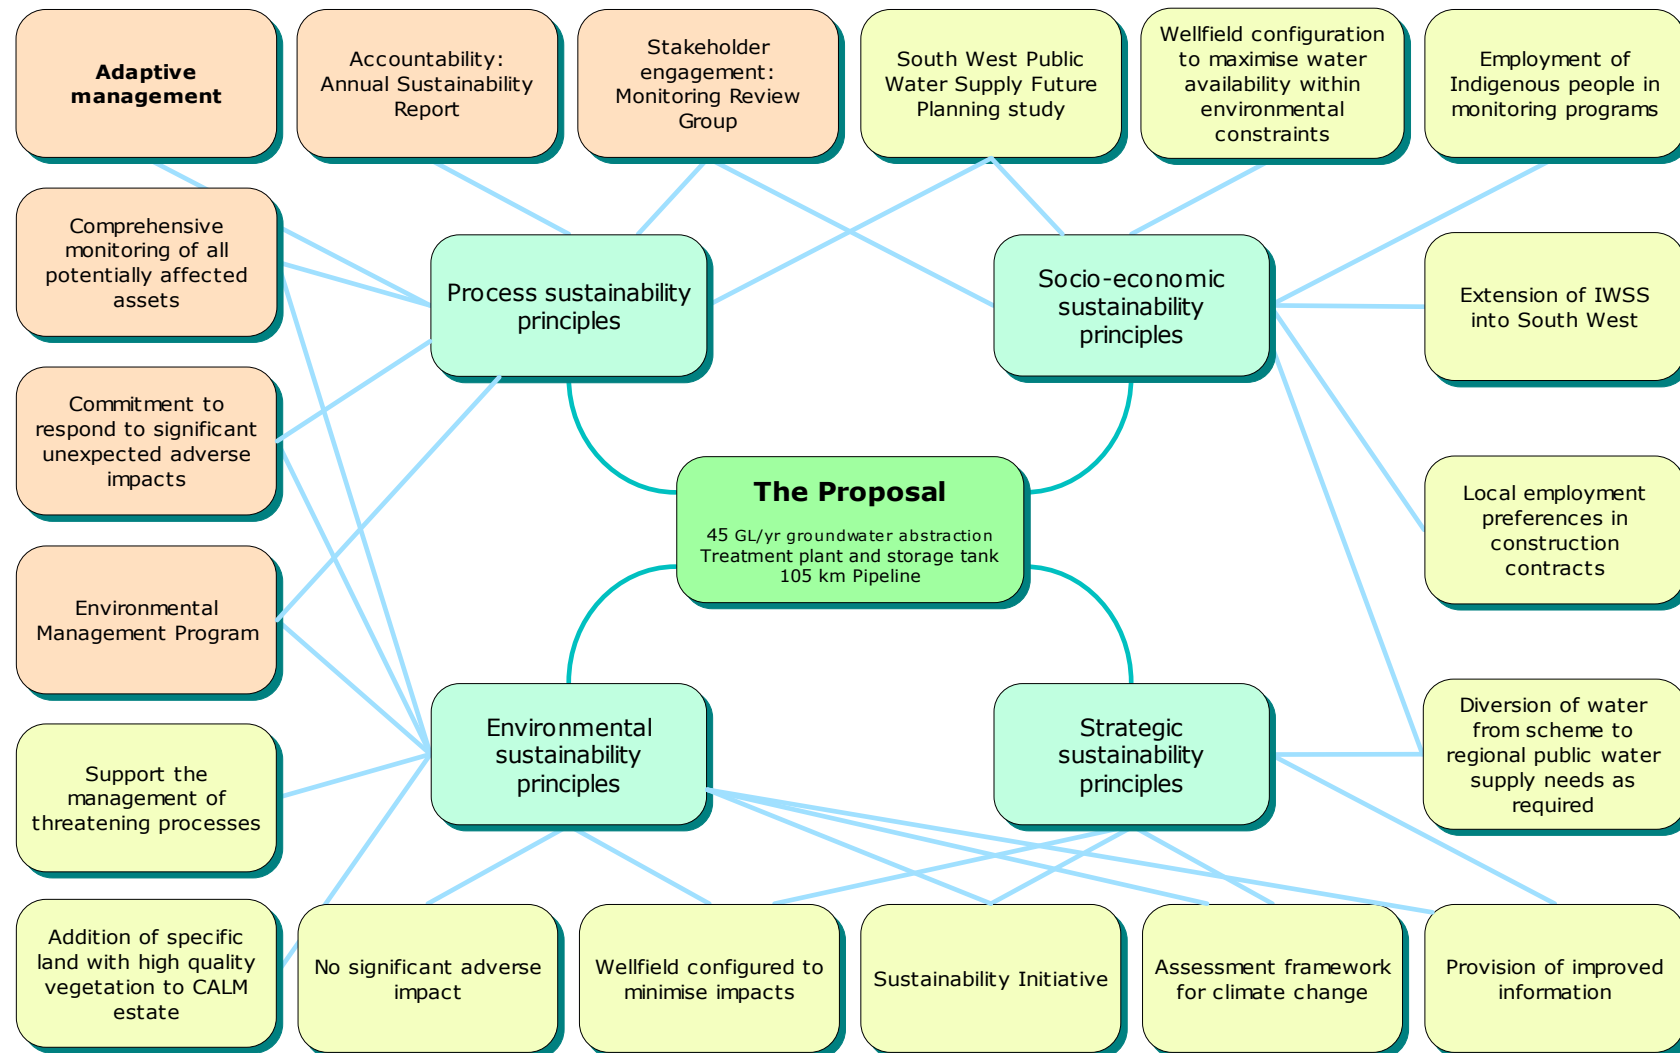 Adaptive
management
Accountability:
Annual Sustainability
Report
Stakeholder
engagement:
Monitoring Review
Group
South West Public
Water Supply Future
Planning study
Wellfield configuration
to maximise water
availability within
environmental
constraints
Employment of
Indigenous people in
monitoring programs
Comprehensive
monitoring of all
potentially affected
assets
Process sustainability
principles
Socio-economic
sustainability
principles
Extension of IWSS
into South West
Commitment to
respond to significant
unexpected adverse
impacts
The Proposal
45 GL/yr groundwater abstraction
Treatment plant and storage tank
105 km Pipeline
Local employment
preferences in
construction
contracts
Environmental
Management Program
Environmental
sustainability
principles
Strategic
sustainability
principles
Diversion of water
from scheme to
regional public water
supply needs as
required
Support the
management of
threatening processes
Addition of specific
land with high quality
vegetation to CALM
estate
No significant adverse
impact
Wellfield configured to
minimise impacts
Sustainability Initiative
Assessment framework
for climate change
Provision of improved
information